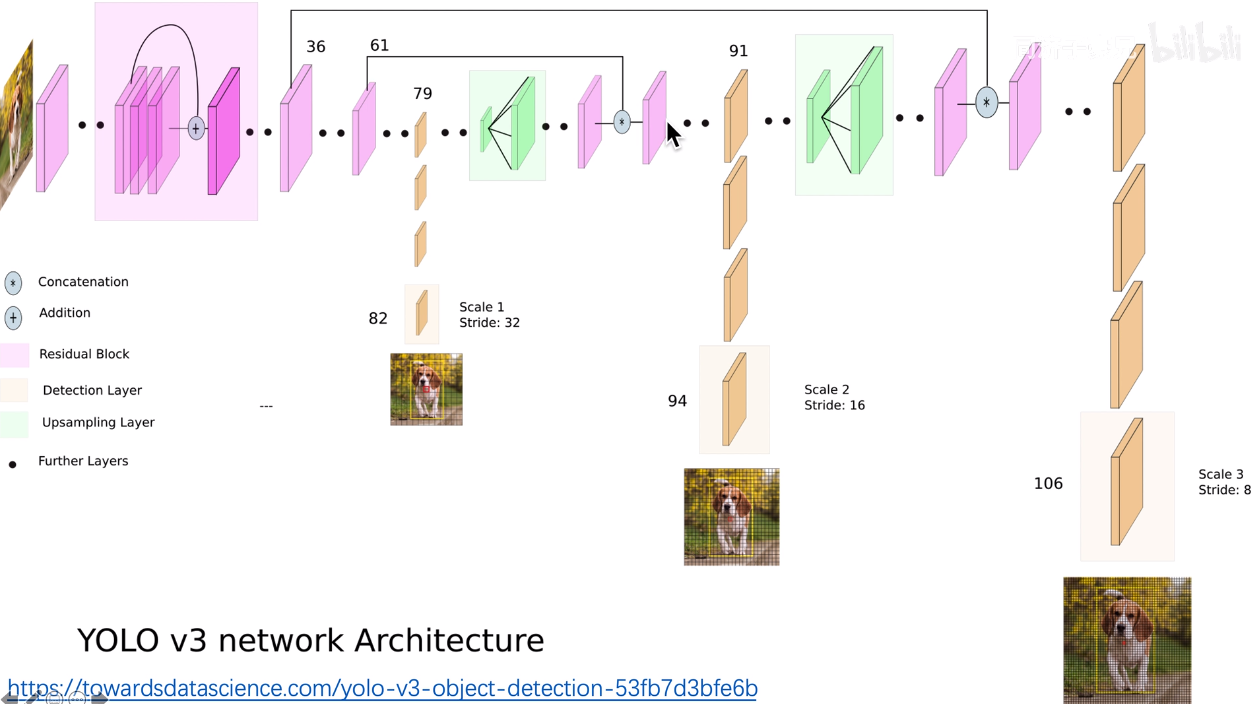 36
61
79
91
*
*
+
* Concatenation
+ Addition
Residual Block
Detection Layer
Upsampling Layer
Further Layers
---
82
Scale 1
Stride: 32
94
Scale 2
Stride: 16
106
Scale 3
Stride: 8
YOLO v3 network Architecture
https://towardsdatascience.com/yolo-v3-object-detection-53fb7d3bfe6b
bilibili